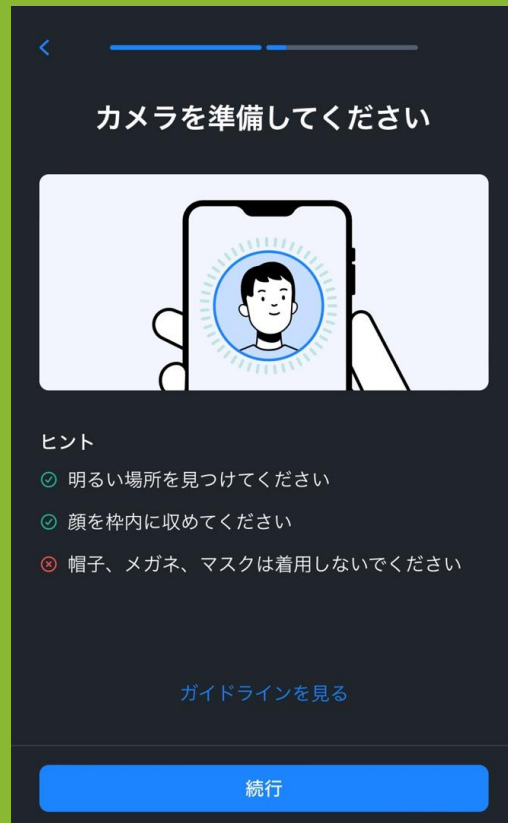 カメラを準備してください
ヒント
明るい場所を見つけてください
顔を枠内に収めてください
帽子、メガネ、マスクは着用しないでください
ガイドラインを見る
続行